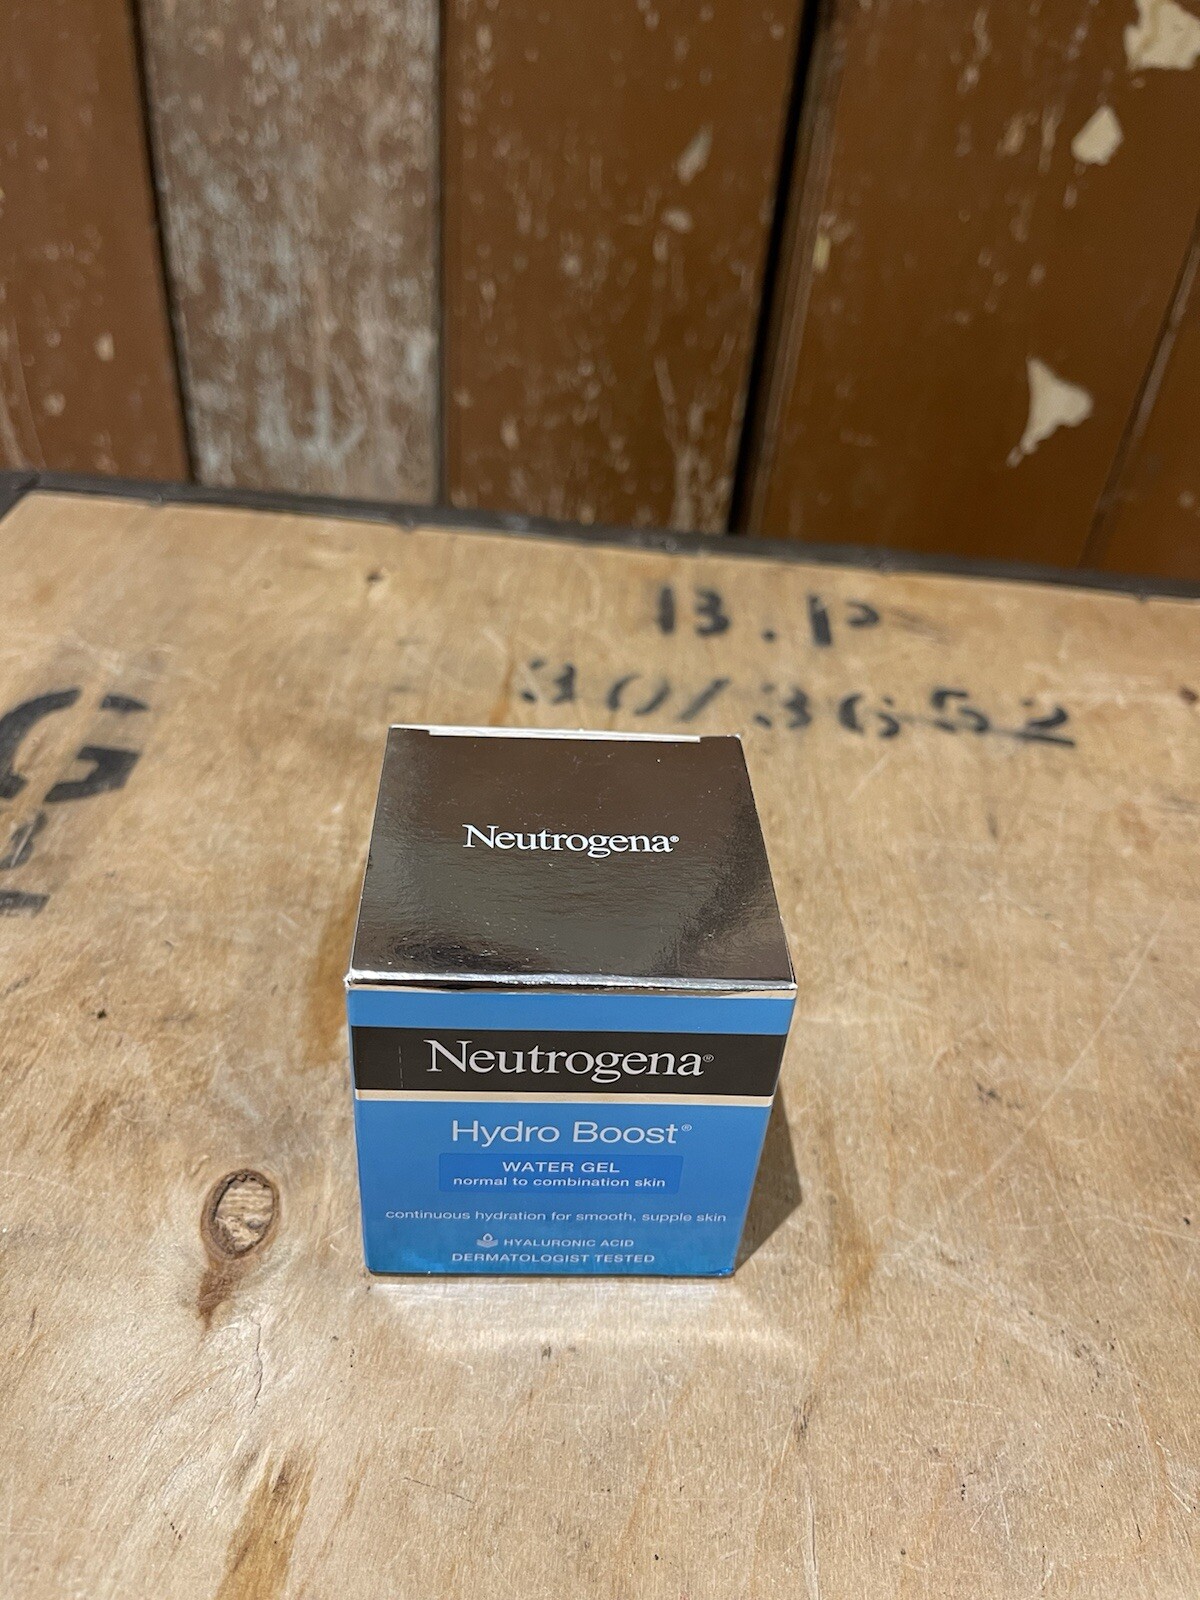 B.P
30/3652
G
Neutrogena®
Neutrogena®
Hydro Boost®
WATER GEL
normal to combination skin
continuous hydration for smooth, supple skin
HYALURONIC ACID
DERMATOLOGIST TESTED